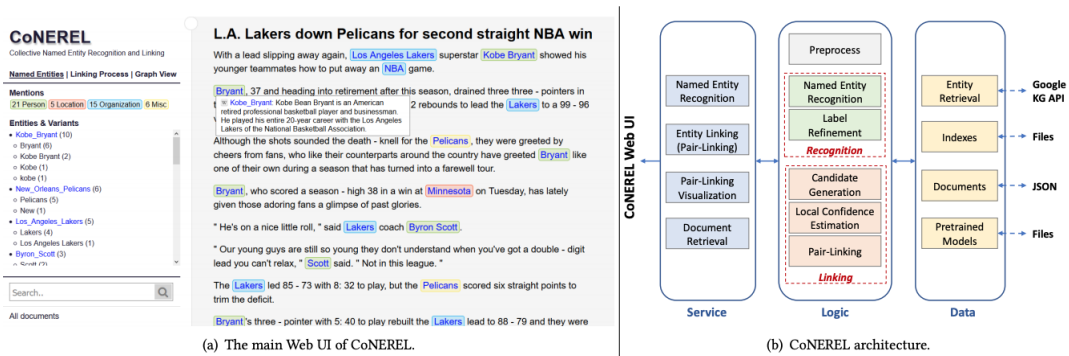 CoNEREL
Collective Named Entity Recognition and Linking
Named Entities | Linking Process | Graph View
Mentions
21 Person 5 Location 15 Organization 6 Misc
Entities & Variants
Kobe_Bryant (10)
Bryant (6)
Kobe Bryant (2)
Kobe (1)
kobe (1)
New_Orleans_Pelicans (6)
Pelicans (5)
New (1)
Los_Angeles_Lakers (5)
Lakers (4)
Los Angeles Lakers (1)
Byron_Scott (3)
Scott (2)
Search..
All documents
L.A. Lakers down Pelicans for second straight NBA win
With a lead slipping away again, Los Angeles Lakers superstar Kobe Bryant showed his
younger teammates how to put away an NBA game.
Bryant, 37 and heading into retirement after this season, drained three three - pointers in
2 rebounds to lead the Lakers to a 99 - 96
Kobe_Bryant: Kobe Bean Bryant is an American
retired professional basketball player and businessman.
He played his entire 20-year career with the Los Angeles
Lakers of the National Basketball Association.
Although the shots sounded the death - knell for the Pelicans, they were greeted by
cheers from fans, who like their counterparts around the country have greeted Bryant like
one of their own during a season that has turned into a farewell tour.
Bryant, who scored a season - high 38 in a win at Minnesota on Tuesday, has lately
given those adoring fans a glimpse of past glories.
" He's on a nice little roll, " said Lakers coach Byron Scott.
" Our young guys are still so young they don't understand when you've got a double - digit
lead you can't relax, " Scott said. " Not in this league. "
The Lakers led 85 - 73 with 8: 32 to play, but the Pelicans scored six straight points to
trim the deficit.
Bryant's three - pointer with 5: 40 to play rebuilt the Lakers lead to 88 - 79 and they were
(a) The main Web UI of CoNEREL.
CoNEREL Web UI
Named Entity
Recognition
Entity Linking
(Pair-Linking)
Pair-Linking
Visualization
Document
Retrieval
Service
Preprocess
Named Entity
Recognition
Label
Refinement
Recognition
Candidate
Generation
Local Confidence
Estimation
Pair-Linking
Linking
Logic
Entity
Retrieval
Indexes
Documents
Pretrained
Models
Data
Google
KG API
Files
JSON
Files
(b) CoNEREL architecture.